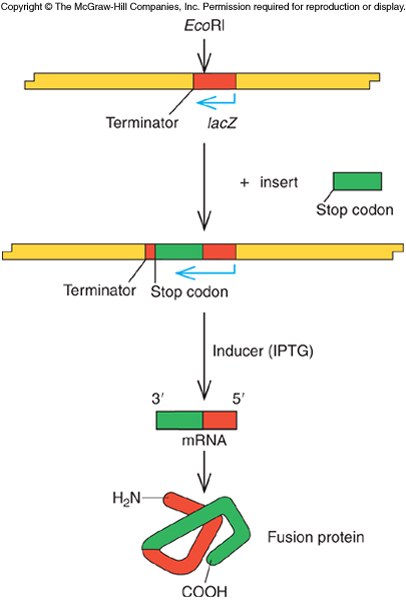 Copyright © The McGraw-Hill Companies, Inc. Permission required for reproduction or display.
EcoRI
Terminator lacZ
+ insert
Stop codon
Terminator Stop codon
Inducer (IPTG)
3′ 5′
mRNA
H₂N
Fusion protein
COOH